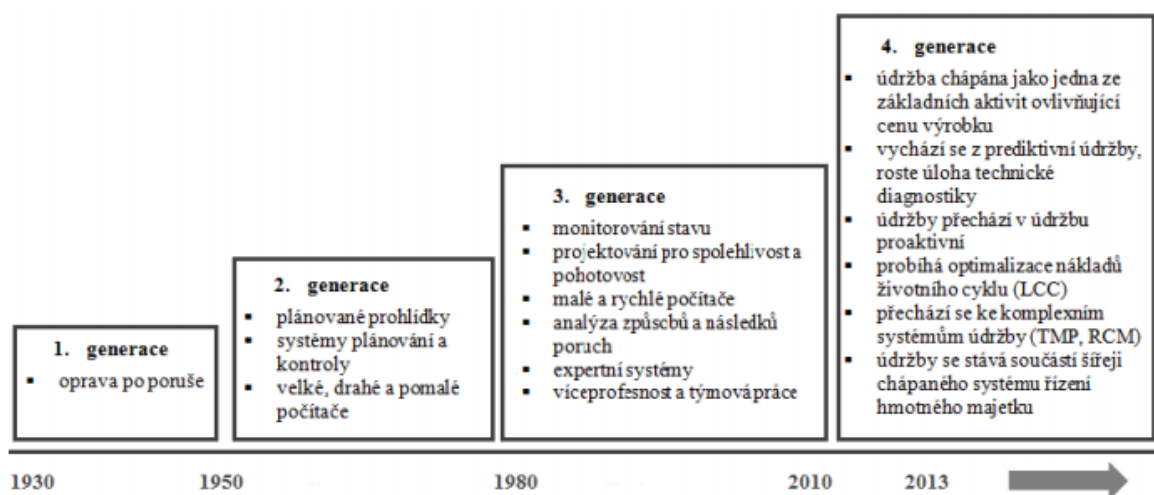 1. generace
▪ oprava po poruše
2. generace
▪ plánované prohlídky
▪ systémy plánování a
kontroly
▪ velké, drahé a pomalé
počítače
3. generace
▪ monitorování stavu
▪ projektování pro spolehlivost a
pohotovost
▪ malé a rychlé počítače
▪ analýza způsobů a následků
poruch
▪ expertní systémy
▪ víceprofesnost a týmová práce
4. generace
▪ údržba chápána jako jedna ze
základních aktivit ovlivňující
cenu výrobku
▪ vychází se z prediktivní údržby,
roste úloha technické
diagnostiky
▪ údržby přechází v údržbu
proaktivní
▪ probíhá optimalizace nákladů
životního cyklu (LCC)
▪ přechází se ke komplexním
systémům údržby (TMP, RCM)
▪ údržby se stává součástí šířeji
chápaného systému řízení
hmotného majetku
1930 1950 1980 2010 2013